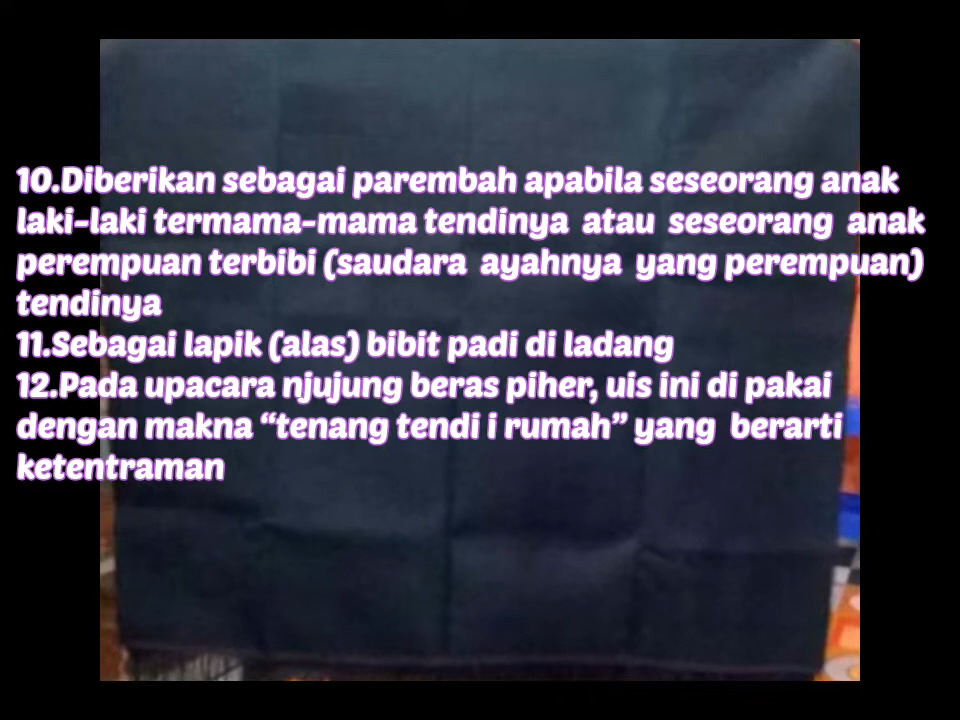 10.Diberikan sebagai parembah apabila seseorang anak
laki-laki termama-mama tendinya atau seseorang anak
perempuan terbibi (saudara ayahnya yang perempuan)
tendinya
11.Sebagai lapik (alas) bibit padi di ladang
12.Pada upacara njujung beras piher, uis ini di pakai
dengan makna “tenang tendi i rumah” yang berarti
ketentraman